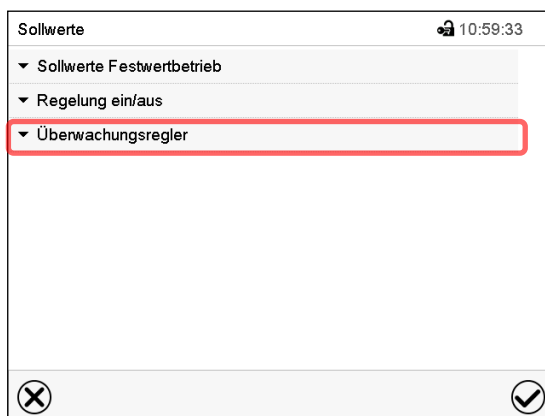 Sollwerte 10:59:33
Sollwerte Festwertbetrieb
Regelung ein/aus
Überwachungsregler